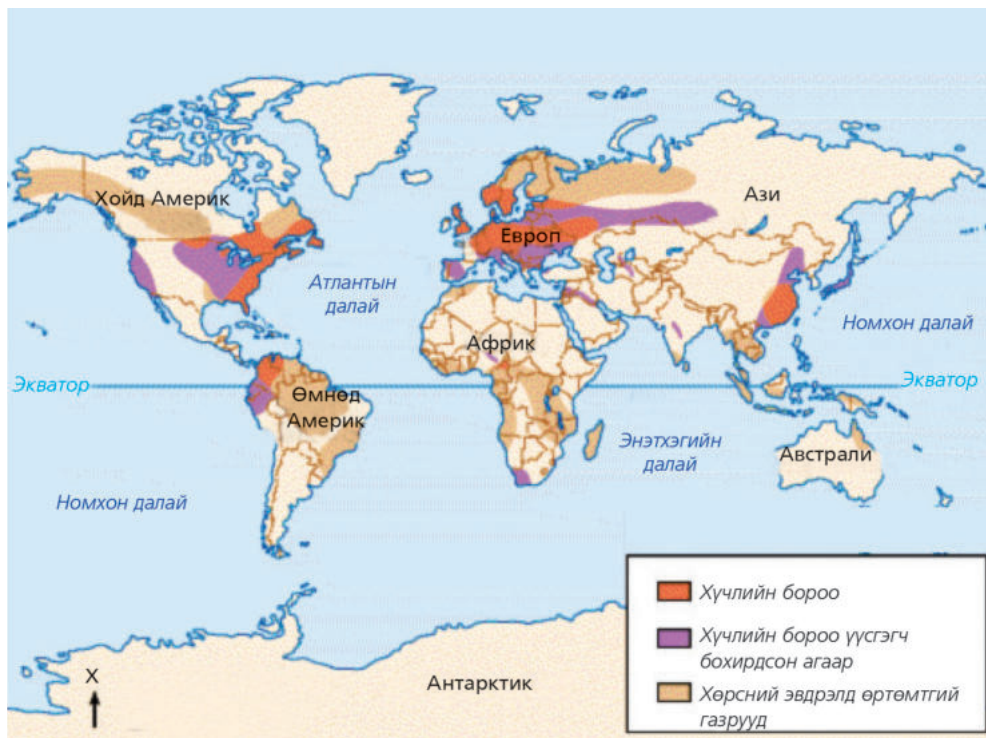 Хойд Америк
Ази
Европ
Атлантын
далай
Номхон далай
Африк
Экватор
Экватор
Өмнөд
Америк
Энэтхэгийн
далай
Австрали
Номхон далай
Хүчлийн бороо
Хүчлийн бороо үүсгэгч
бохирдсон агаар
Х
Антарктик
Хөрсний эвдрэлд өртөмтгий
газрууд